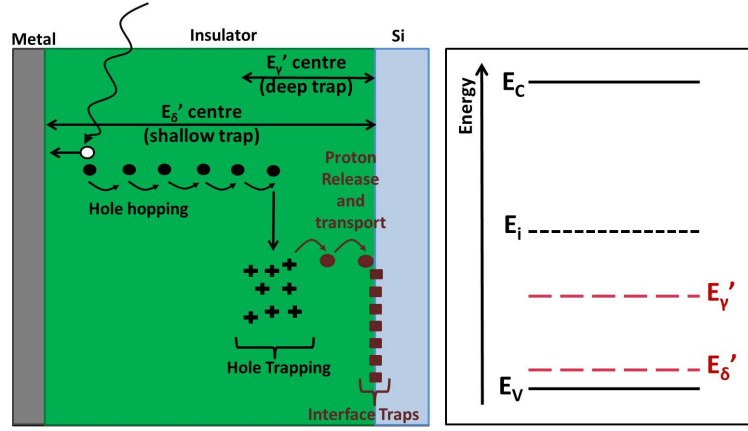 Metal
Insulator
Si
Eγ’ centre
(deep trap)
Eδ’ centre
(shallow trap)
Proton
Release
and
transport
Hole hopping
Hole Trapping
Interface Traps
Energy
EC
Ei
Eγ’
Eδ’
EV